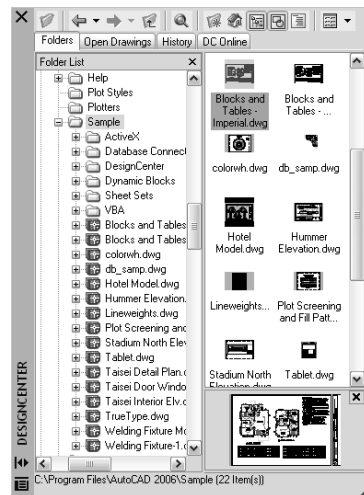 Folders Open Drawings History DC Online
Folder List
Help
Plot Styles
Plotters
Sample
ActiveX
Database Connect
DesignCenter
Dynamic Blocks
Sheet Sets
VBA
Blocks and Tables
Blocks and Tables
colorwh.dwg
db_samp.dwg
Hotel Model.dwg
Hummer Elevation.
Lineweights.dwg
Plot Screening and
Stadium North Elev
Tablet.dwg
Taisei Detail Plan.d
Taisei Door Windo
Taisei Interior Elv.d
TrueType.dwg
Welding Fixture Mo
Welding Fixture-1.d
Blocks and
Tables -
Imperial.dwg
Blocks and
Tables - ...
colorwh.dwg
db_samp.dwg
Hotel
Model.dwg
Hummer
Elevation.dwg
Lineweights...
Plot Screening
and Fill Patt...
Stadium North
Elevation.dwg
Tablet.dwg
DESIGNCENTER
C:\Program Files\AutoCAD 2006\Sample (22 Item(s))